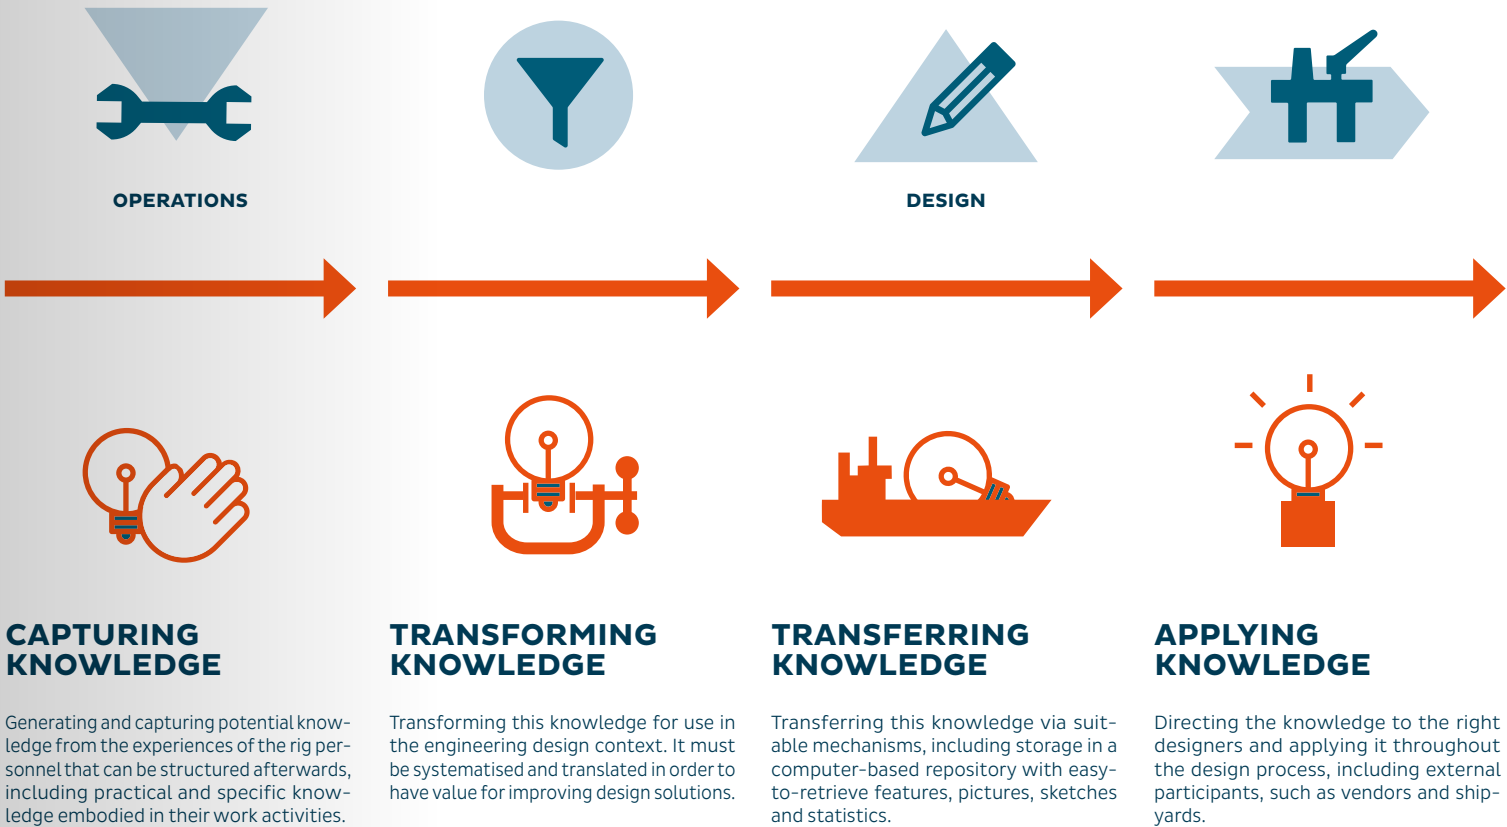 OPERATIONS
DESIGN
CAPTURING
KNOWLEDGE
Generating and capturing potential know-
ledge from the experiences of the rig per-
sonnel that can be structured afterwards,
including practical and specific know-
ledge embodied in their work activities.
TRANSFORMING
KNOWLEDGE
Transforming this knowledge for use in
the engineering design context. It must
be systematised and translated in order to
have value for improving design solutions.
TRANSFERRING
KNOWLEDGE
Transferring this knowledge via suit-
able mechanisms, including storage in a
computer-based repository with easy-
to-retrieve features, pictures, sketches
and statistics.
APPLYING
KNOWLEDGE
Directing the knowledge to the right
designers and applying it throughout
the design process, including external
participants, such as vendors and ship-
yards.